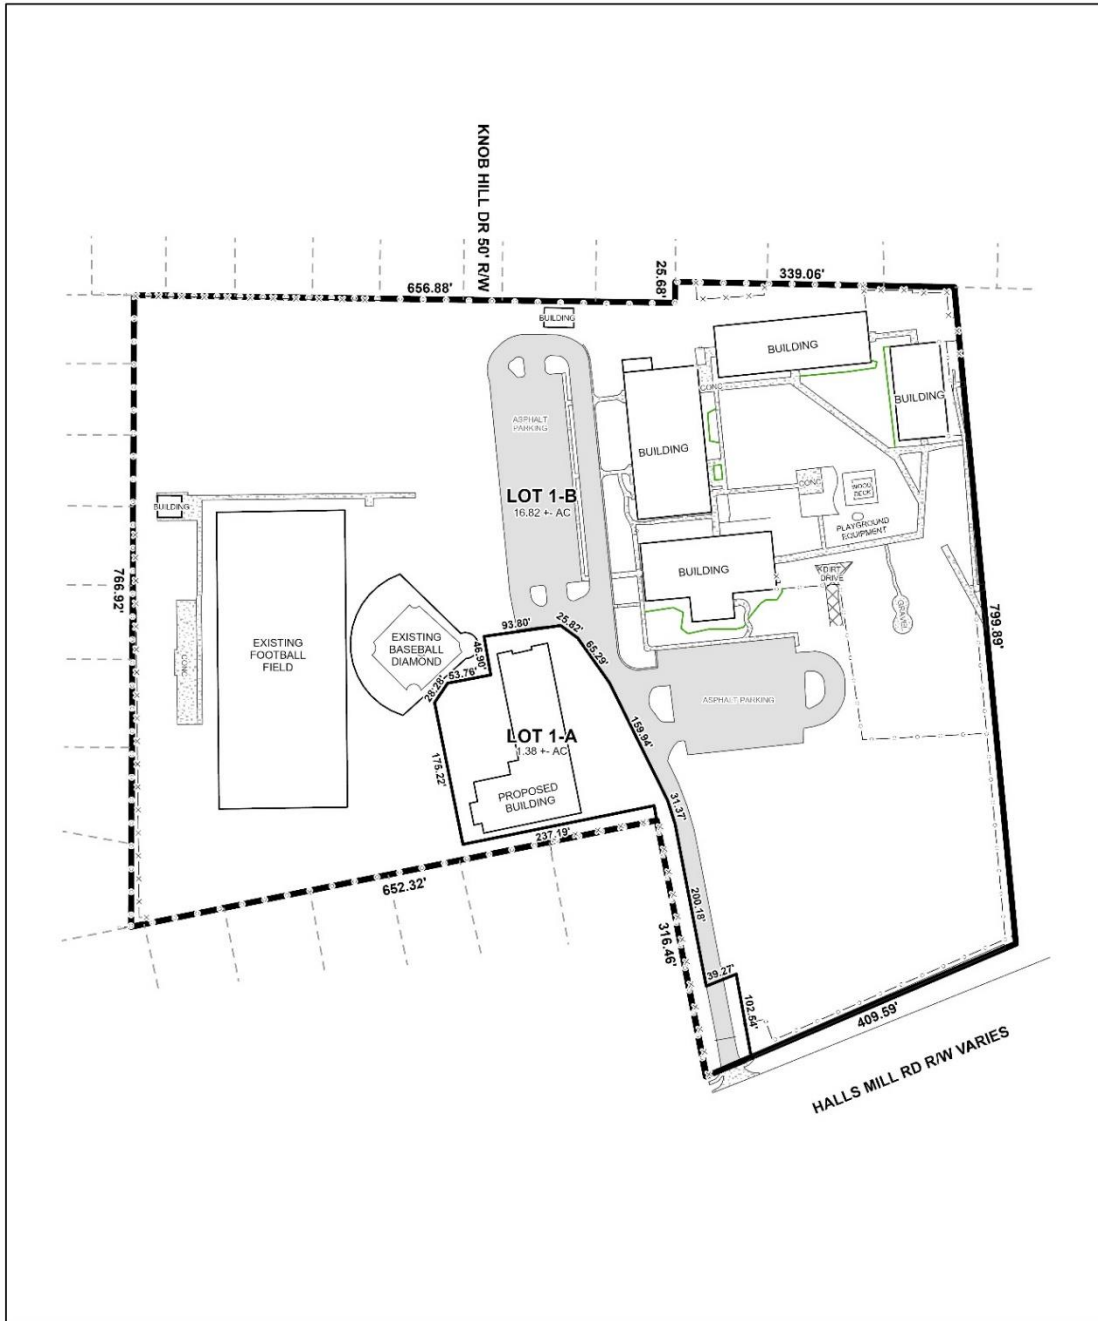 KNOB HILL DR 50' R/W
656.88'
25.68'
339.06'
BUILDING
BUILDING
BUILDING
CONC
ASPHALT
PARKING
BUILDING
LOT 1-B
16.82 +- AC
CONC
WOOD
DECK
PLAYGROUND
EQUIPMENT
BUILDING
BUILDING
DIRT
DRIVE
GRAVEL
766.92'
799.89'
93.80'
25.82'
65.29'
EXISTING
FOOTBALL
FIELD
EXISTING
BASEBALL
DIAMOND
46.90'
53.76'
28.28'
CONC
ASPHALT PARKING
LOT 1-A
1.38 +- AC
159.94'
175.22'
PROPOSED
BUILDING
31.37'
237.19'
652.32'
200.18'
316.46'
39.27'
102.54'
409.59'
HALLS MILL RD R/W VARIES